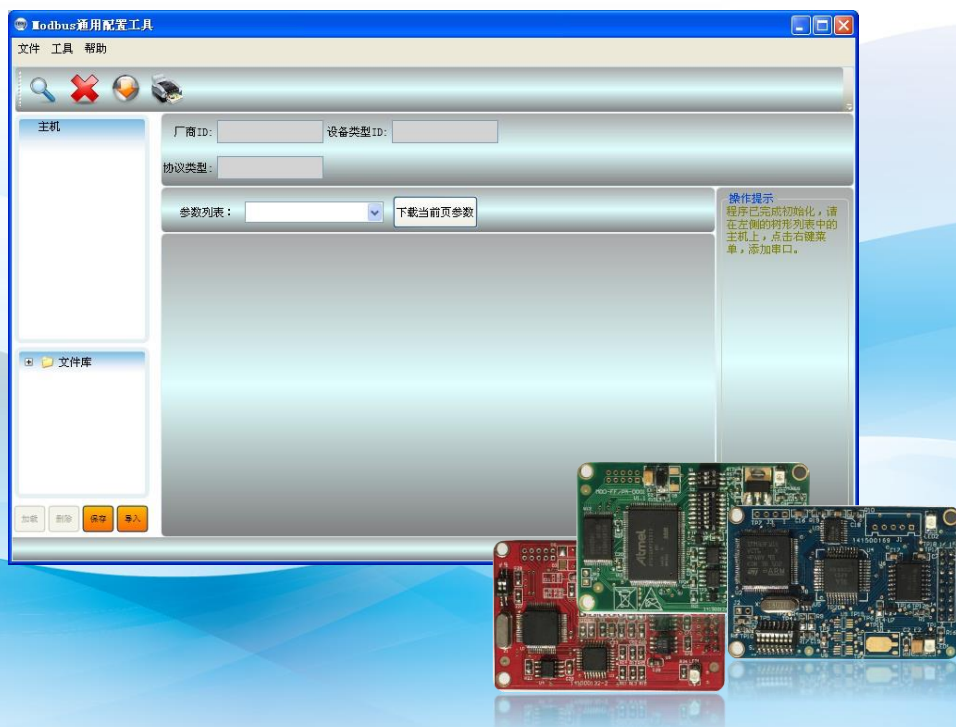 Modbus通用配置工具
文件 工具 帮助
主机
厂商ID:
设备类型ID:
协议类型:
参数列表：
下载当前页参数
操作提示
程序已完成初始化，请
在左侧的树形列表中的
主机上，点击右键菜
单，添加串口。
文件库
加载
删除
保存
导入
Atmel
ARM
141500169